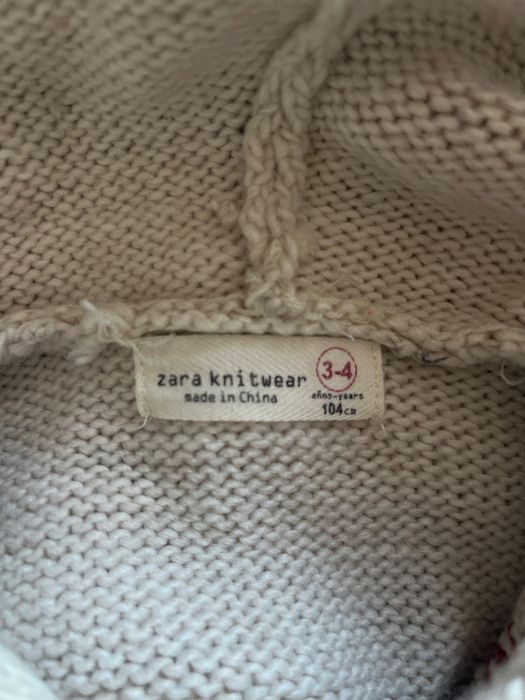 zara knitwear
made in China
3-4
años-years
104cm